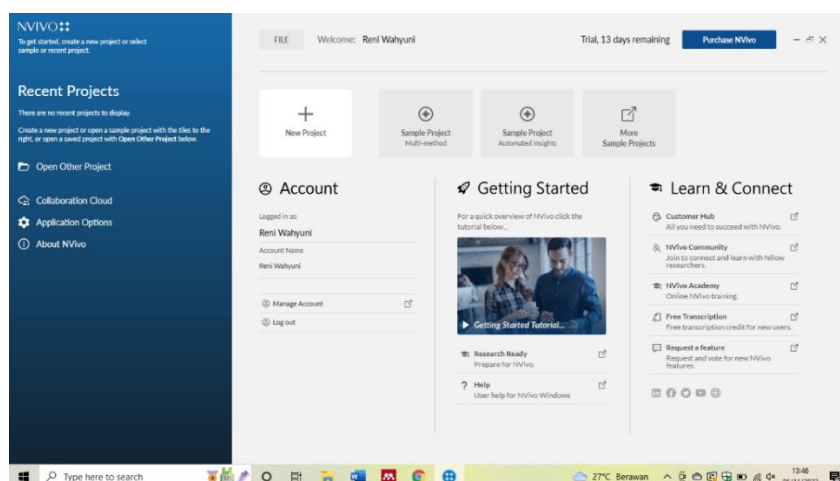 NVIVO
To get started, create a new project or select
sample or recent project.
Recent Projects
There are no recent projects to display.
Create a new project or open a sample project with the tiles to the
right, or open a saved project with Open Other Project below.
Open Other Project
Collaboration Cloud
Application Options
About NVivo
FILE
Welcome: Reni Wahyuni
Trial, 13 days remaining
Purchase NVivo
New Project
Sample Project
Multi-method
Sample Project
Automated Insights
More
Sample Projects
Account
Logged in as:
Reni Wahyuni
Account Name
Reni Wahyuni
Manage Account
Log out
Getting Started
For a quick overview of NVivo click the
tutorial below...
Getting Started Tutorial...
Research Ready
Prepare for NVivo.
Help
User help for NVivo Windows
Learn & Connect
Customer Hub
All you need to succeed with NVivo.
NVivo Community
Join to connect and learn with fellow
researchers.
NVivo Academy
Online NVivo training.
Free Transcription
Free transcription credit for new users.
Request a feature
Request and vote for new NVivo
features.
Type here to search
27°C Berawan
13:46